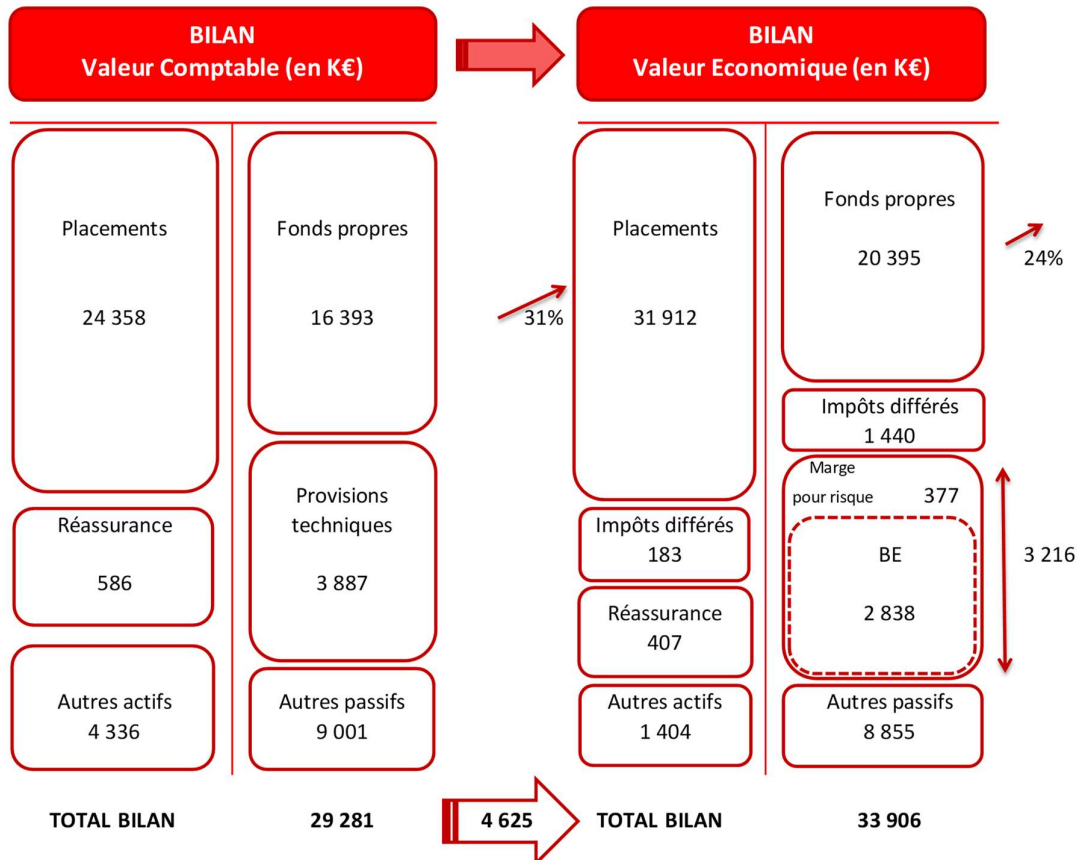 BILAN
Valeur Comptable (en K€)
BILAN
Valeur Economique (en K€)
Placements
24 358
Réassurance
586
Autres actifs
4 336
Fonds propres
16 393
Provisions
techniques
3 887
Autres passifs
9 001
31%
Placements
31 912
Impôts différés
183
Réassurance
407
Autres actifs
1 404
Fonds propres
20 395
24%
Impôts différés
1 440
Marge
pour risque 377
BE
2 838
3 216
Autres passifs
8 855
TOTAL BILAN 29 281 4 625 TOTAL BILAN 33 906